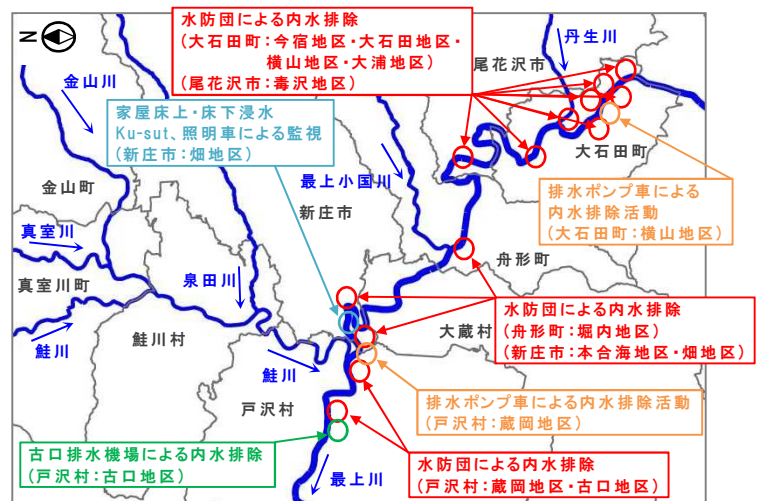 水防団による内水排除
(大石田町:今宿地区・大石田地区・
横山地区・大浦地区)
(尾花沢市:毒沢地区)
N
丹生川
尾花沢市
金山川
家屋床上・床下浸水
Ku-sut、照明車による監視
(新庄市:畑地区)
大石田町
最上小国川
金山町
新庄市
排水ポンプ車による
内水排除活動
(大石田町:横山地区)
真室川
舟形町
真室川町
泉田川
水防団による内水排除
(舟形町:堀内地区)
(新庄市:本合海地区・畑地区)
鮭川村
大蔵村
鮭川
鮭川
排水ポンプ車による内水排除活動
(戸沢村:蔵岡地区)
戸沢村
古口排水機場による内水排除
(戸沢村:古口地区)
水防団による内水排除
(戸沢村:蔵岡地区・古口地区)
最上川